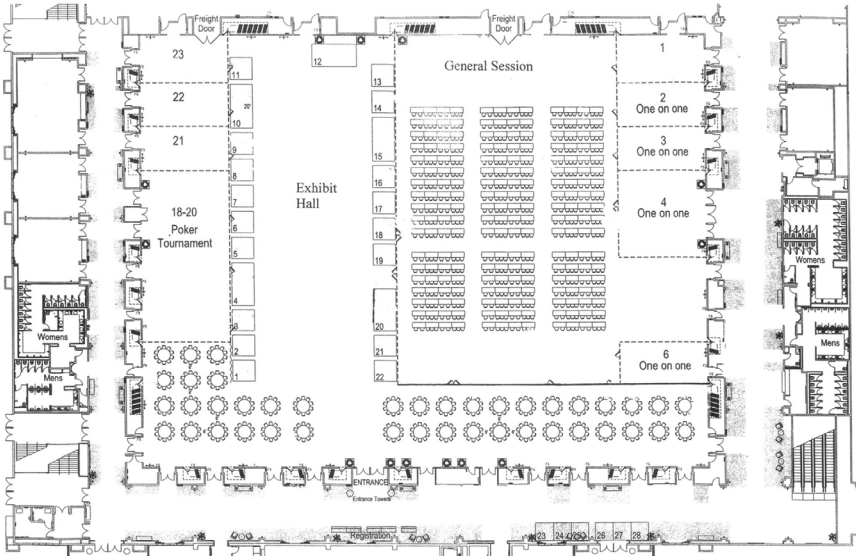 Freight
Door
Freight
Door
23
22
21
18-20
Poker
Tournament
11
20'
10
9
8
7
6
5
4
3
2
1
12
Exhibit
Hall
13
14
15
16
17
18
19
20
21
22
General Session
1
2
One on one
3
One on one
4
One on one
6
One on one
Womens
Mens
Womens
Mens
ENTRANCE
Entrance Towers
Registration
23 24 25 26 27 28